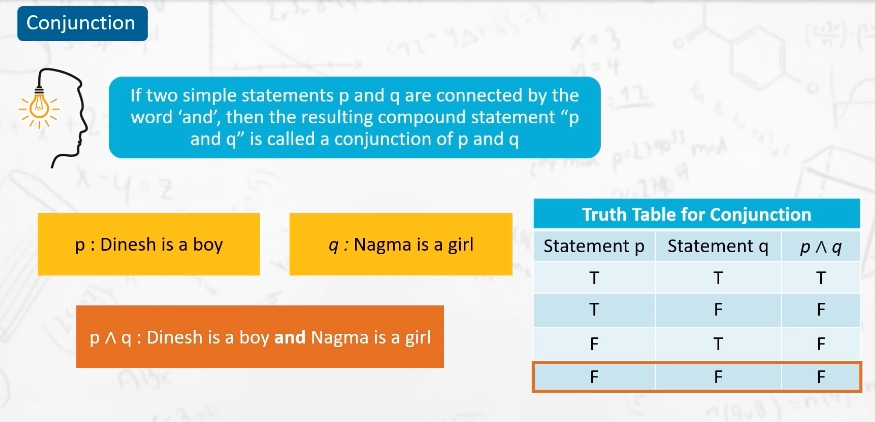 Conjunction
If two simple statements p and q are connected by the
word ‘and’, then the resulting compound statement “p
and q” is called a conjunction of p and q
p : Dinesh is a boy
q : Nagma is a girl
p ∧ q : Dinesh is a boy and Nagma is a girl
Truth Table for Conjunction
Statement p Statement q p ∧ q
T T T
T F F
F T F
F F F